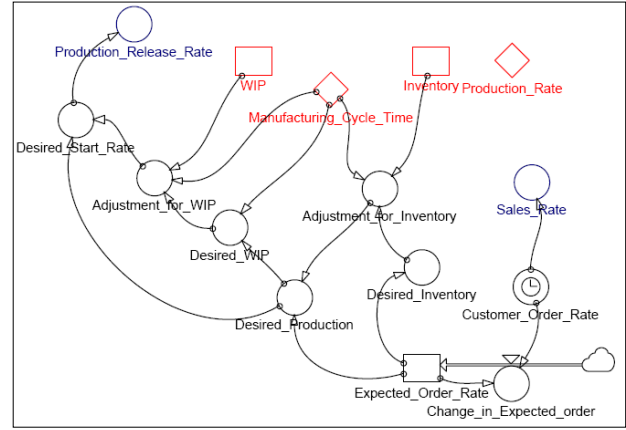 Production_Release_Rate
WIP
Inventory
Production_Rate
Manufacturing_Cycle_Time
Desired_Start_Rate
Adjustment_for_WIP
Adjustment_for_Inventory
Sales_Rate
Desired_WIP
Desired_Inventory
Customer_Order_Rate
Desired_Production
Expected_Order_Rate
Change_in_Expected_order